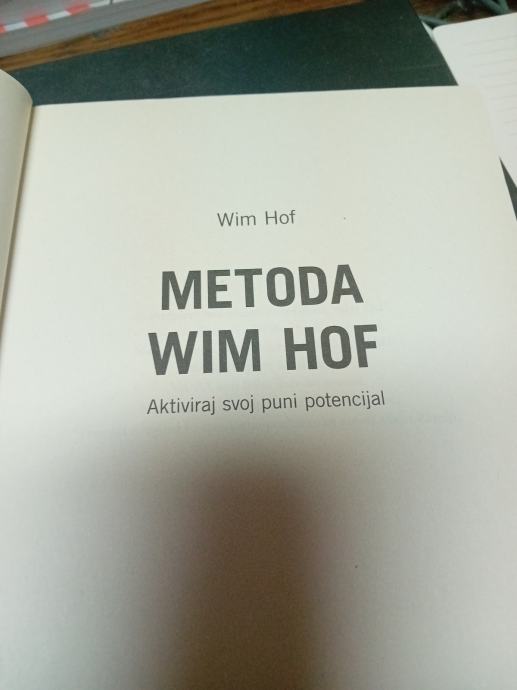 Wim Hof
METODA
WIM HOF
Aktiviraj svoj puni potencijal